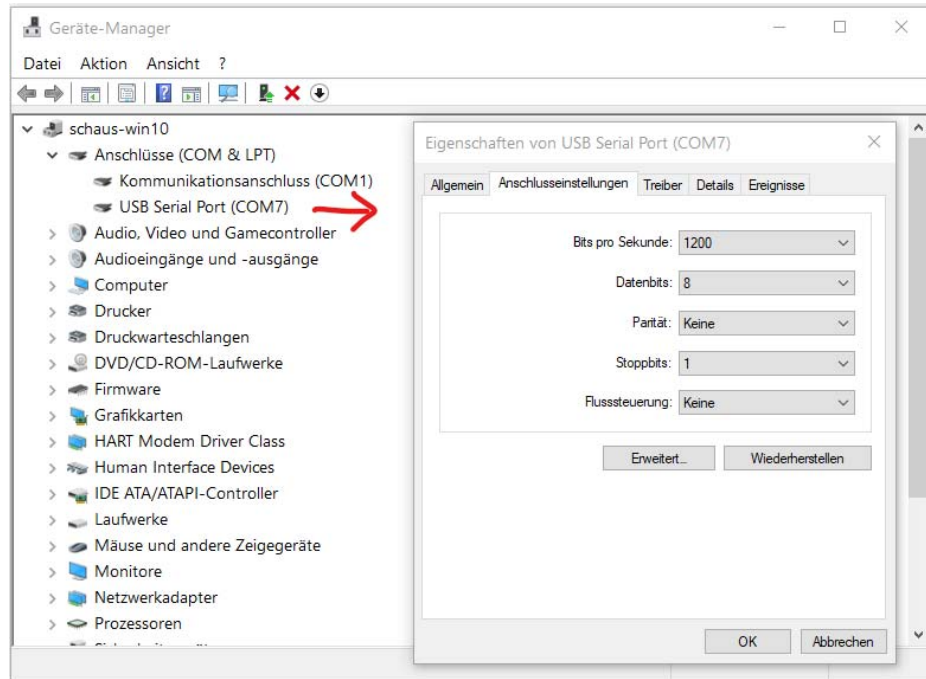 Geräte-Manager
Datei Aktion Ansicht ?
schaus-win10
Anschlüsse (COM & LPT)
Kommunikationsanschluss (COM1)
USB Serial Port (COM7)
Audio, Video und Gamecontroller
Audioeingänge und -ausgänge
Computer
Drucker
Druckwarteschlangen
DVD/CD-ROM-Laufwerke
Firmware
Grafikkarten
HART Modem Driver Class
Human Interface Devices
IDE ATA/ATAPI-Controller
Laufwerke
Mäuse und andere Zeigegeräte
Monitore
Netzwerkadapter
Prozessoren
Eigenschaften von USB Serial Port (COM7)
Allgemein Anschlusseinstellungen Treiber Details Ereignisse
Bits pro Sekunde: 1200
Datenbits: 8
Parität: Keine
Stoppbits: 1
Flusssteuerung: Keine
Erweitert... Wiederherstellen
OK Abbrechen